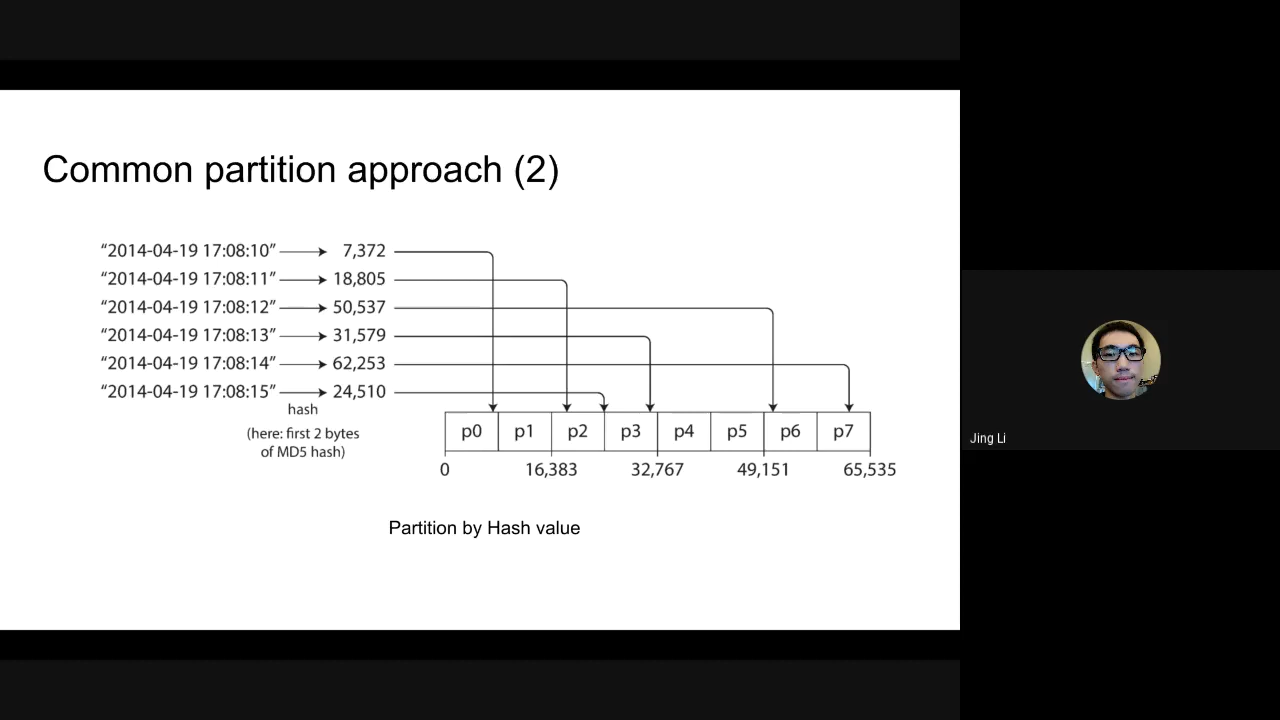 Common partition approach (2)
“2014-04-19 17:08:10” 7,372
“2014-04-19 17:08:11” 18,805
“2014-04-19 17:08:12” 50,537
“2014-04-19 17:08:13” 31,579
“2014-04-19 17:08:14” 62,253
“2014-04-19 17:08:15” 24,510
hash
(here: first 2 bytes
of MD5 hash)
p0 p1 p2 p3 p4 p5 p6 p7
0 16,383 32,767 49,151 65,535
Partition by Hash value
Jing Li